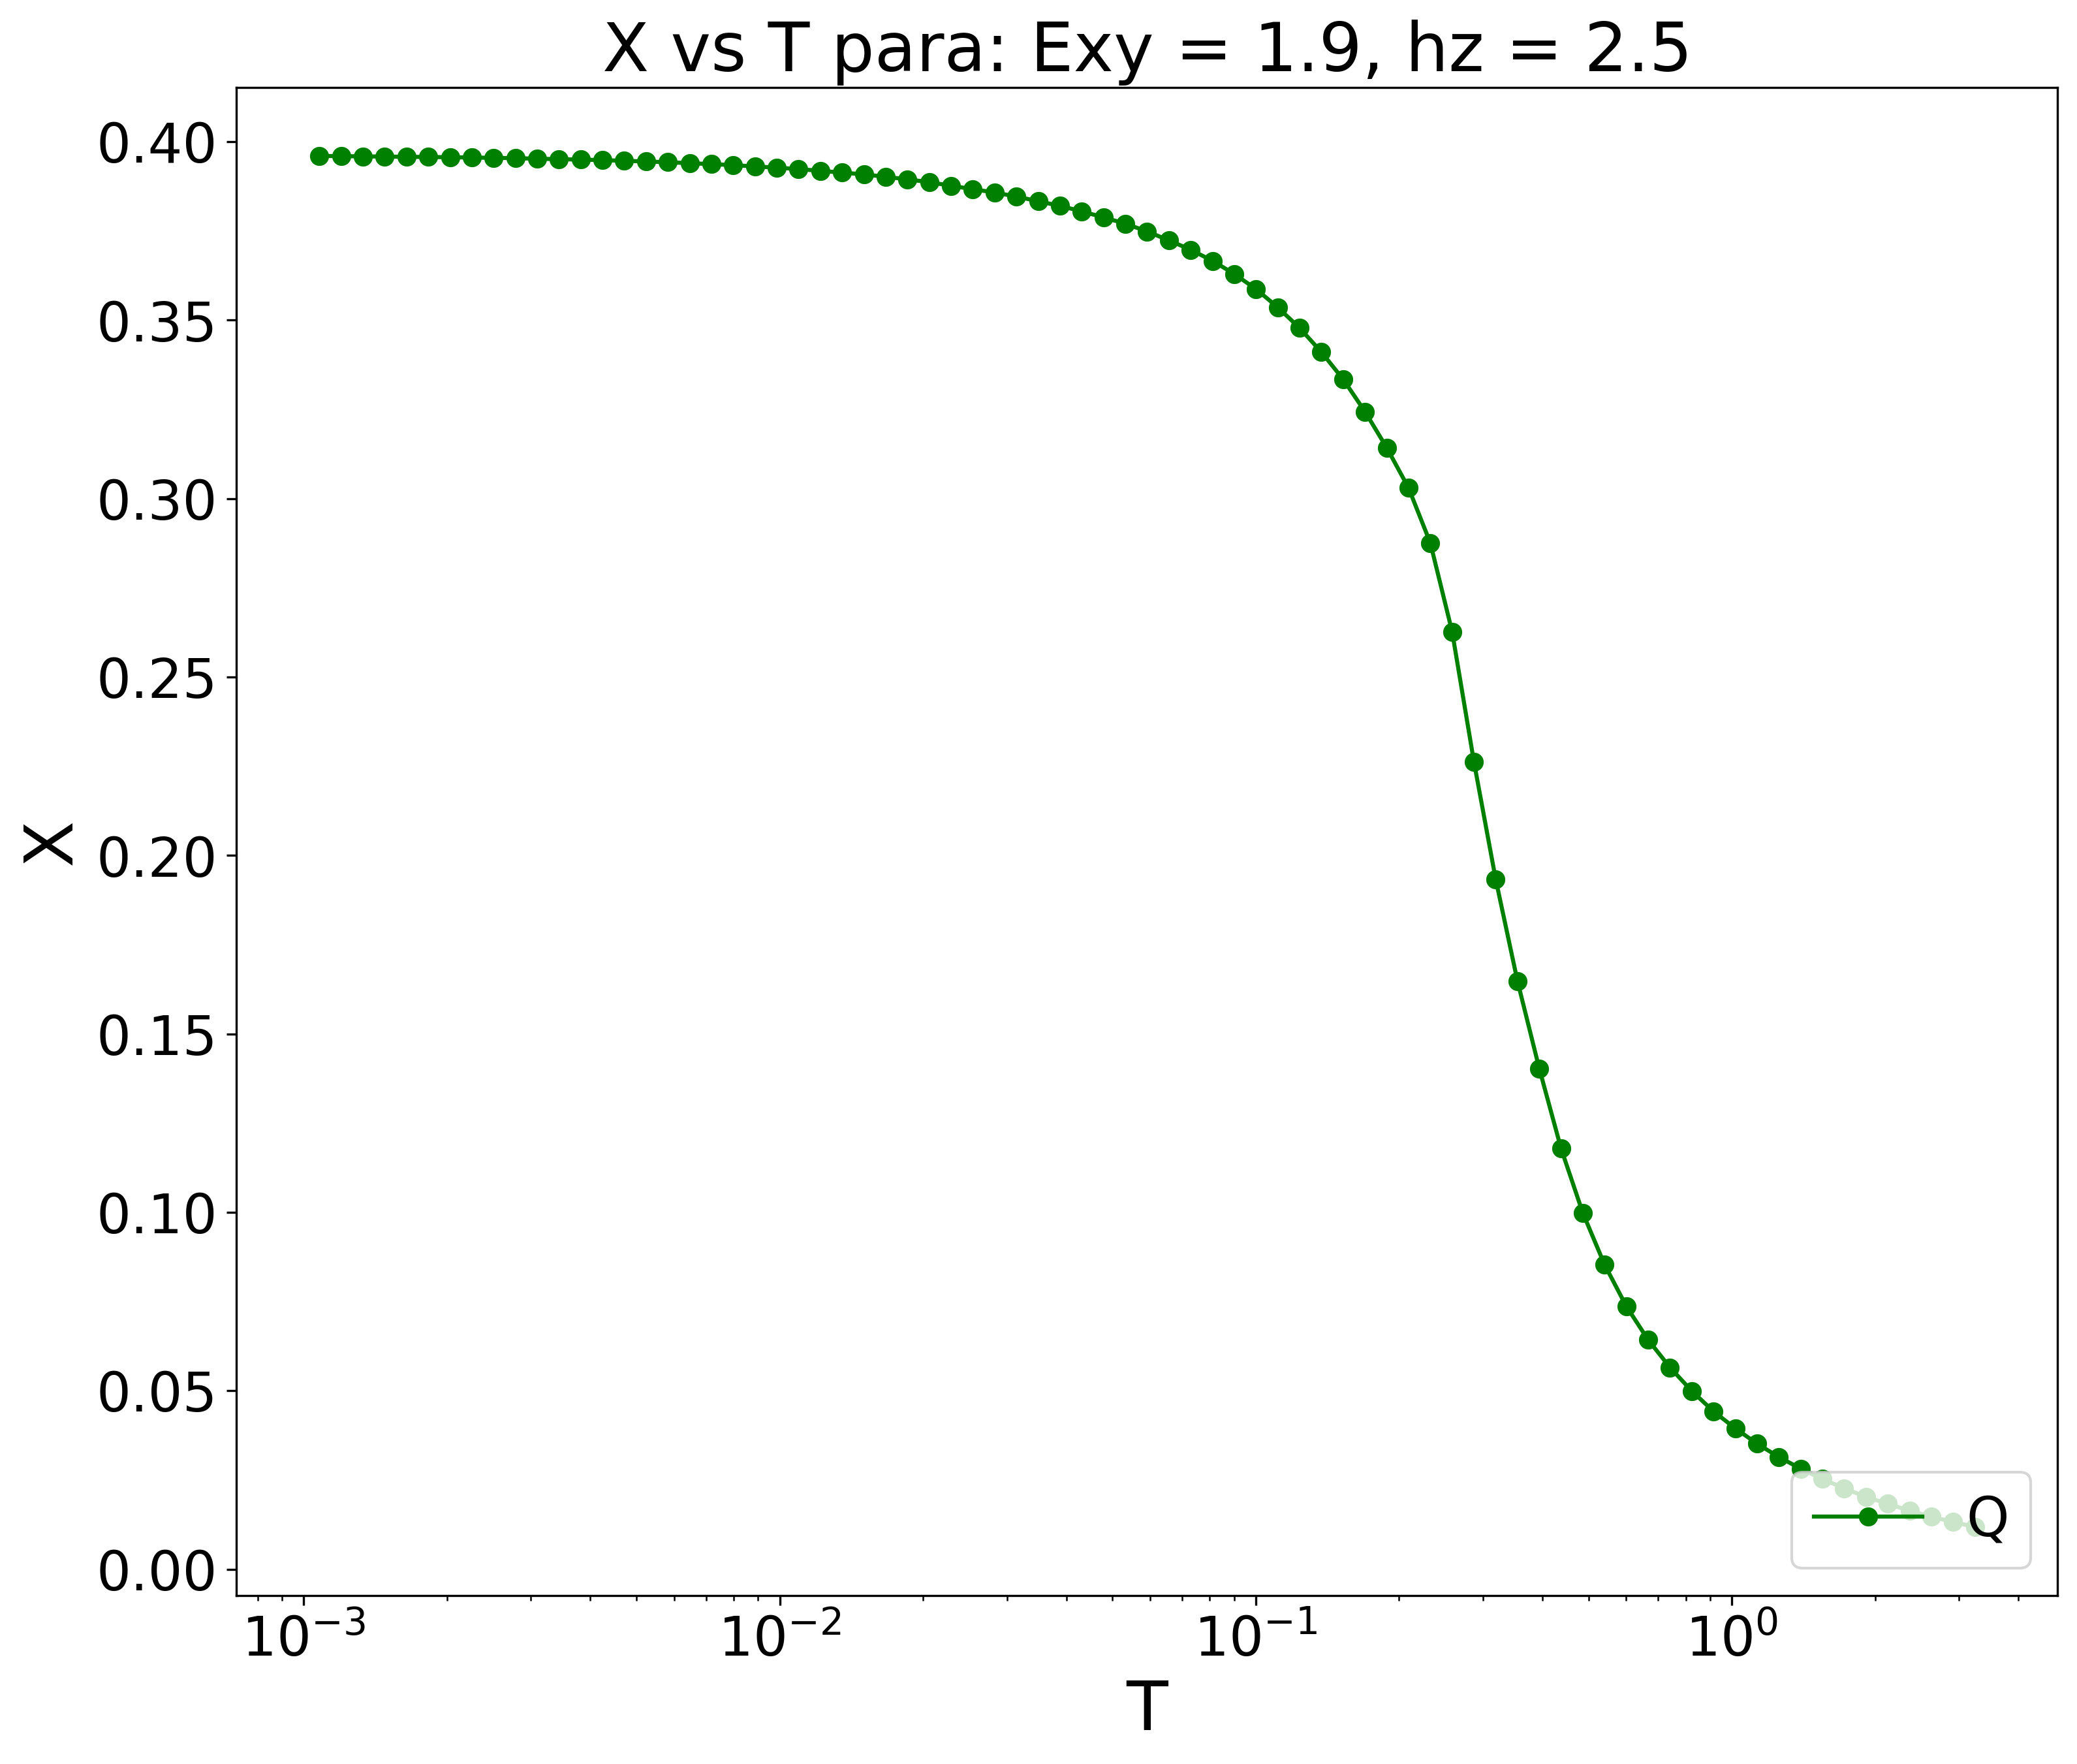 X vs T para: Exy = 1.9, hz = 2.5
X
0.40
0.35
0.30
0.25
0.20
0.15
0.10
0.05
0.00
Q
10⁻³ 10⁻² 10⁻¹ 10⁰
T